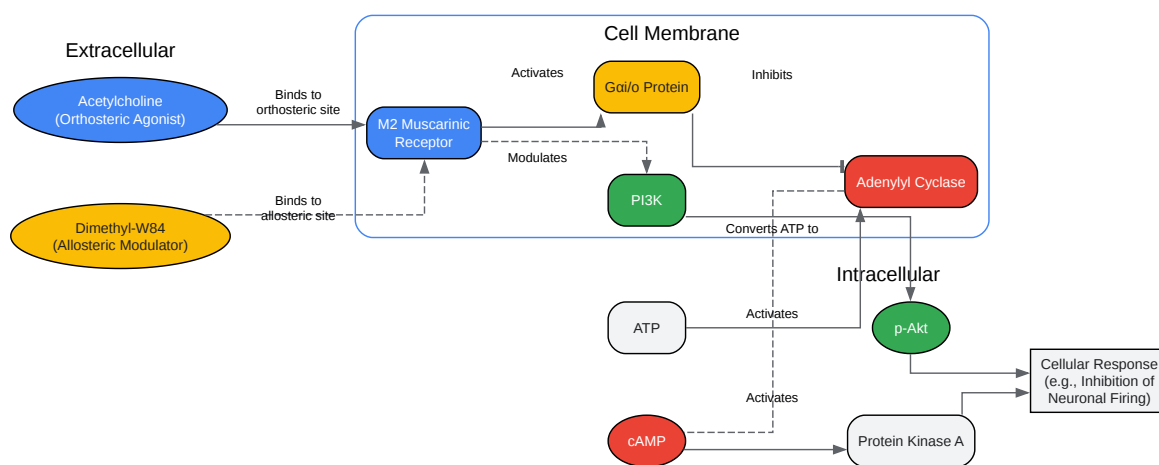 Cell Membrane
Extracellular
Activates
Inhibits
Gαi/o Protein
Acetylcholine
(Orthosteric Agonist)
Binds to
orthosteric site
M2 Muscarinic
Receptor
Modulates
Adenylyl Cyclase
PI3K
Binds to
allosteric site
Dimethyl-W84
(Allosteric Modulator)
Converts ATP to
Intracellular
ATP
Activates
p-Akt
Cellular Response
(e.g., Inhibition of
Neuronal Firing)
Activates
cAMP
Protein Kinase A